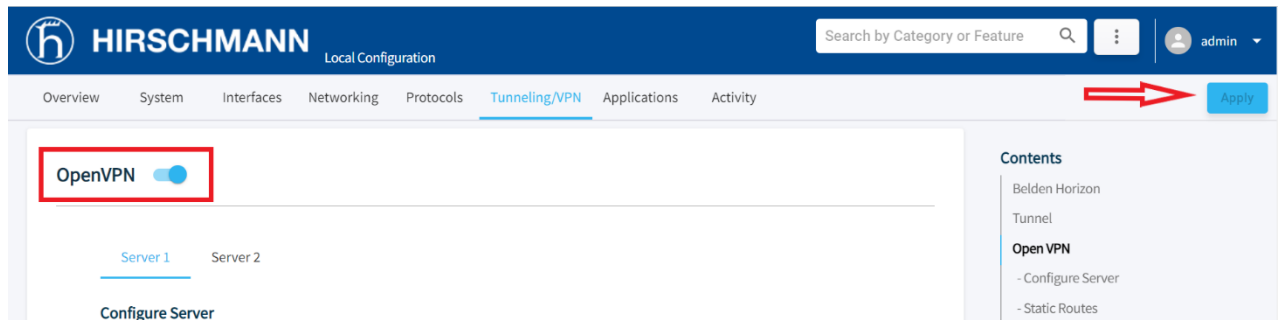 HIRSCHMANN
Local Configuration
Search by Category or Feature
admin
Overview System Interfaces Networking Protocols Tunneling/VPN Applications Activity
Apply
OpenVPN
Contents
Belden Horizon
Tunnel
Open VPN
- Configure Server
- Static Routes
Server 1 Server 2
Configure Server